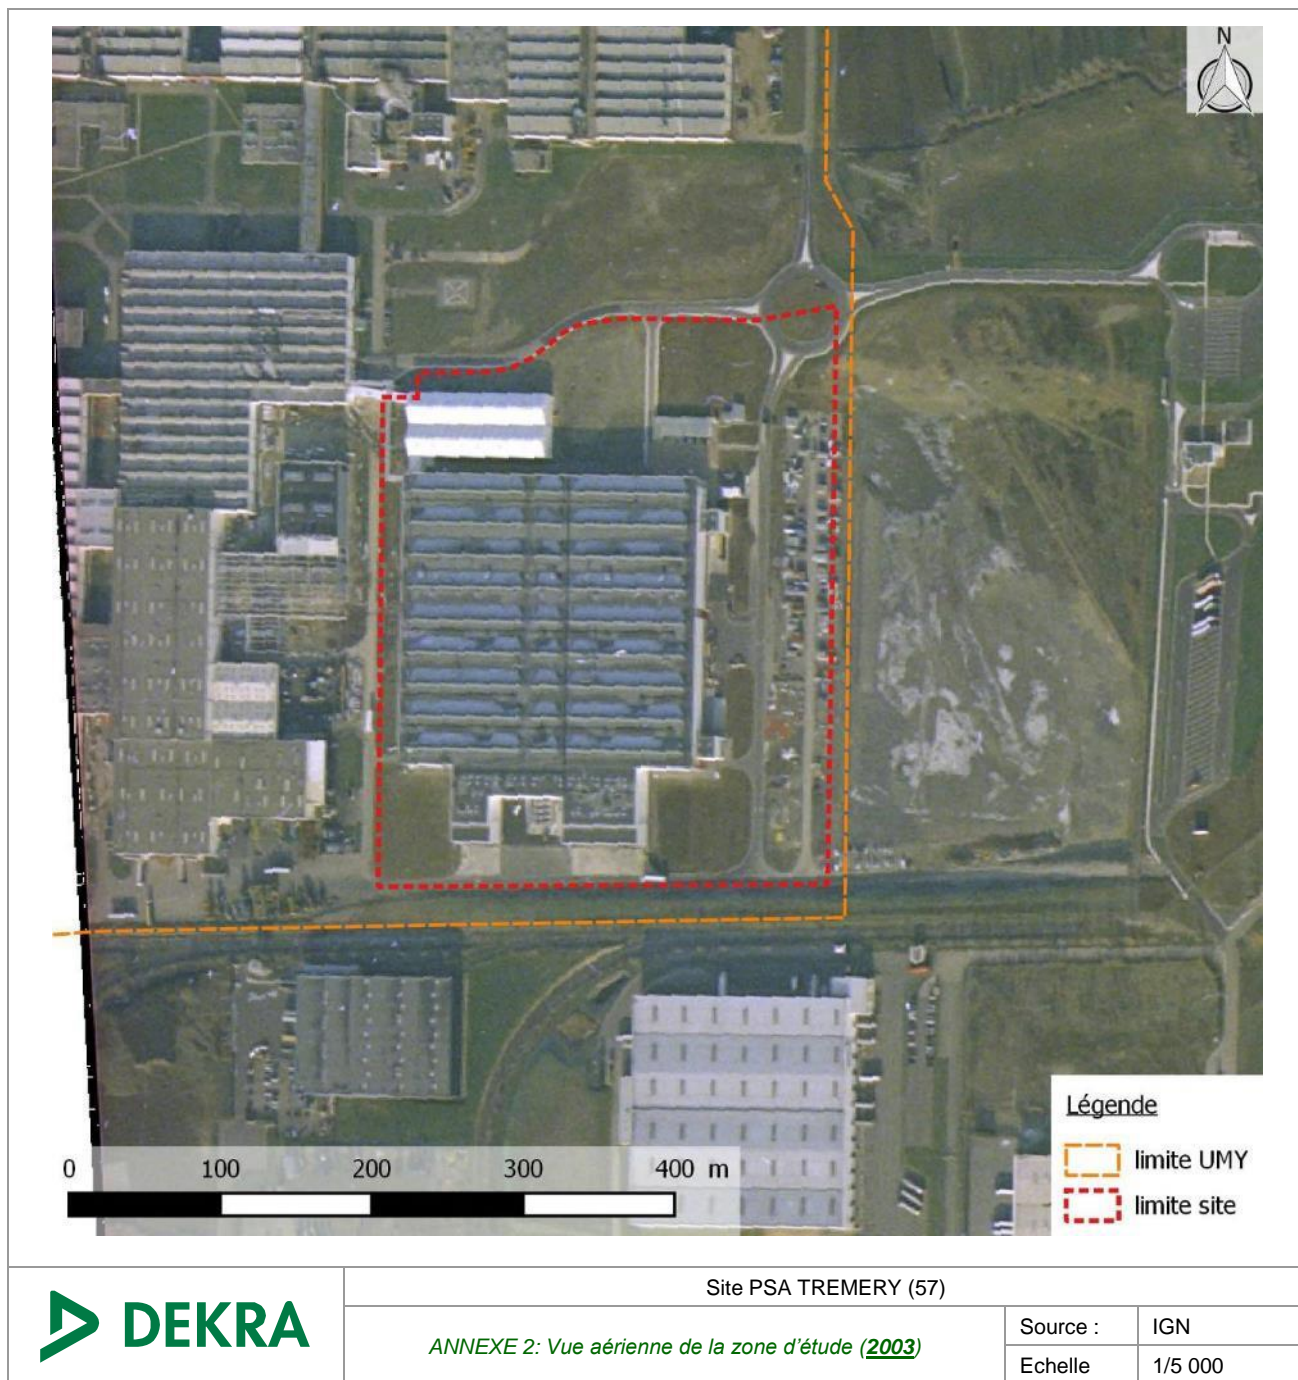 N
Légende
limite UMY
limite site
0 100 200 300 400 m
DEKRA
Site PSA TREMERY (57)
ANNEXE 2: Vue aérienne de la zone d'étude (2003)
Source : IGN
Echelle 1/5 000